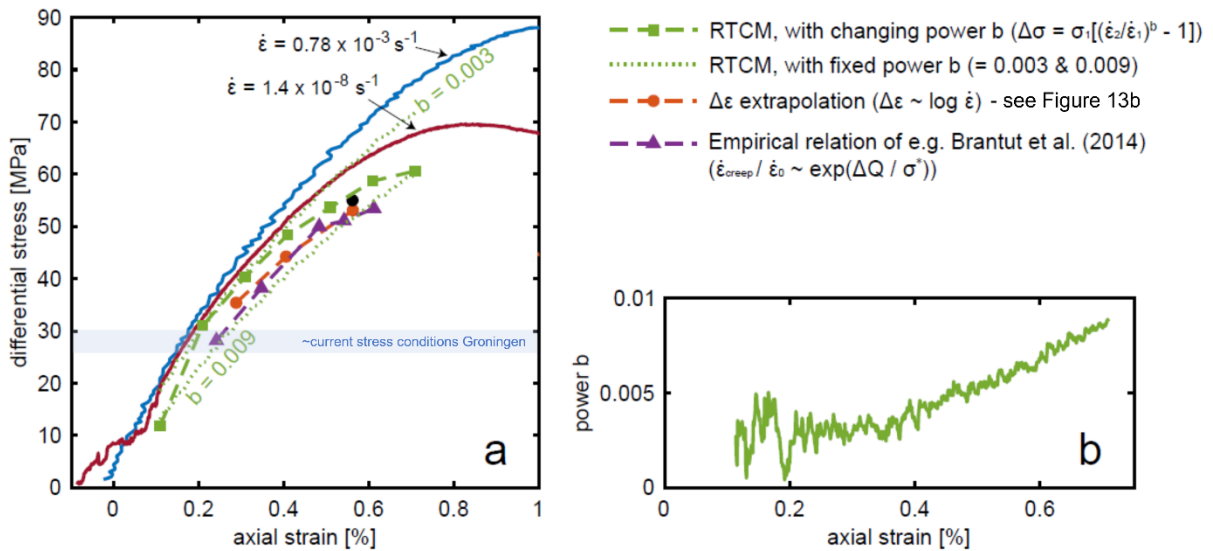 90
80
70
60
50
40
30
20
10
0
differential stress [MPa]
ε̇ = 0.78 x 10⁻³ s⁻¹
ε̇ = 1.4 x 10⁻⁸ s⁻¹
b = 0.003
b = 0.009
~current stress conditions Groningen
a
0 0.2 0.4 0.6 0.8 1
axial strain [%]
RTCM, with changing power b (Δσ = σ₁[(ε̇₂/ε̇₁)ᵇ - 1])
RTCM, with fixed power b (= 0.003 & 0.009)
Δε extrapolation (Δε ~ log ε̇) - see Figure 13b
Empirical relation of e.g. Brantut et al. (2014)
(ε̇creep / ε̇₀ ~ exp(ΔQ / σ*))
0.01
0.005
0
power b
b
0 0.2 0.4 0.6
axial strain [%]